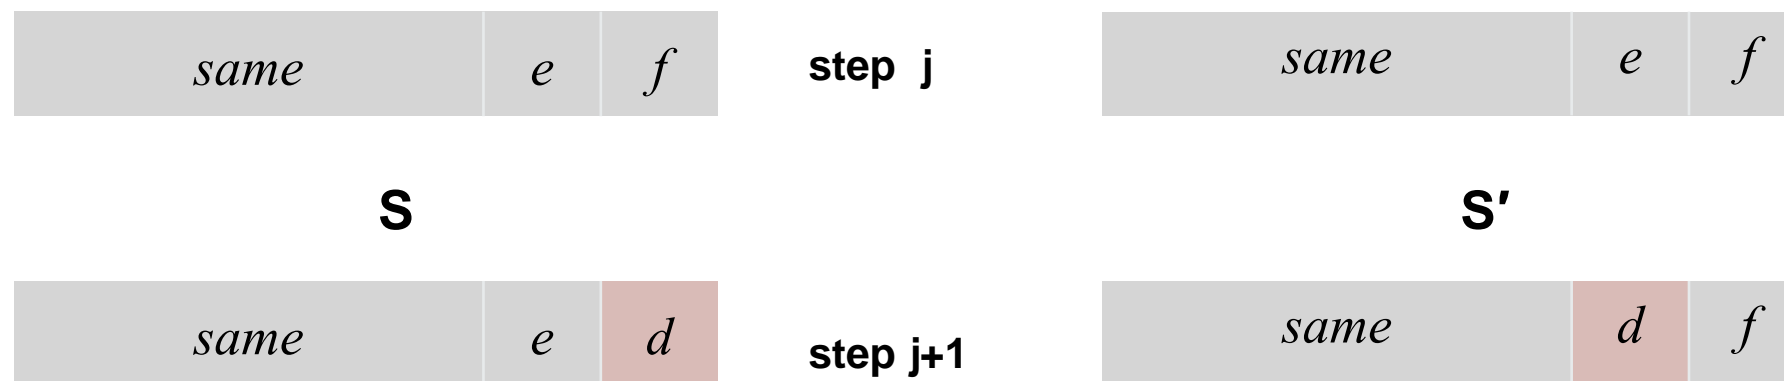 same e f step j same e f
S S′
same e d step j+1 same d f